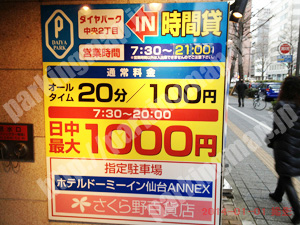 DAIYA PARK
ダイヤパーク
中央2丁目
IN
時間貸
営業時間
7:30～21:00
通常料金
オールタイム
20分/100円
7:30～20:00
日中最大
1000円
指定駐車場
ホテルドーミーイン仙台ANNEX
さくら野百貨店